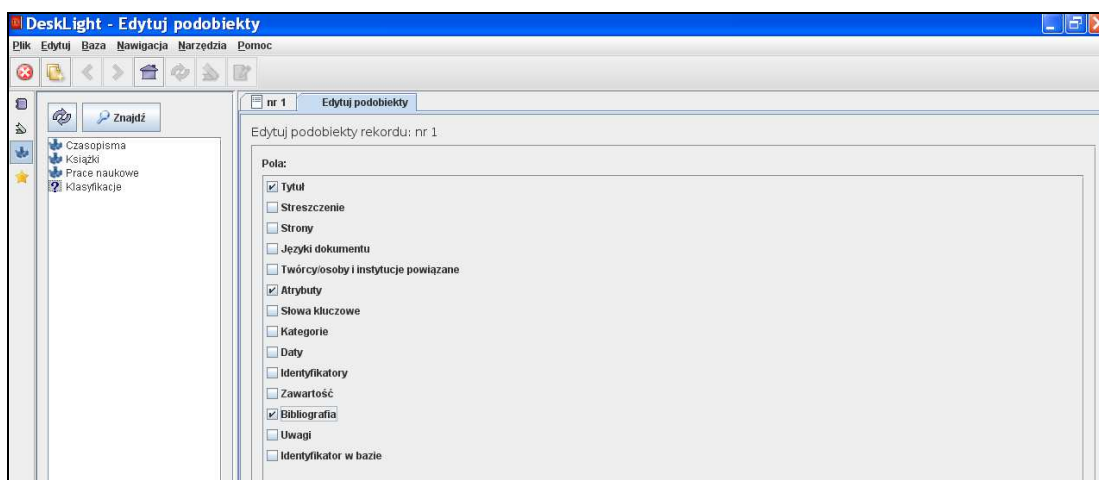 DeskLight - Edytuj podobiekty
Plik Edytuj Baza Nawigacja Narzędzia Pomoc
Znajdź
Czasopisma
Książki
Prace naukowe
Klasyfikacje
nr 1 Edytuj podobiekty
Edytuj podobiekty rekordu: nr 1
Pola:
Tytuł
Streszczenie
Strony
Języki dokumentu
Twórcy/osoby i instytucje powiązane
Atrybuty
Słowa kluczowe
Kategorie
Daty
Identyfikatory
Zawartość
Bibliografia
Uwagi
Identyfikator w bazie